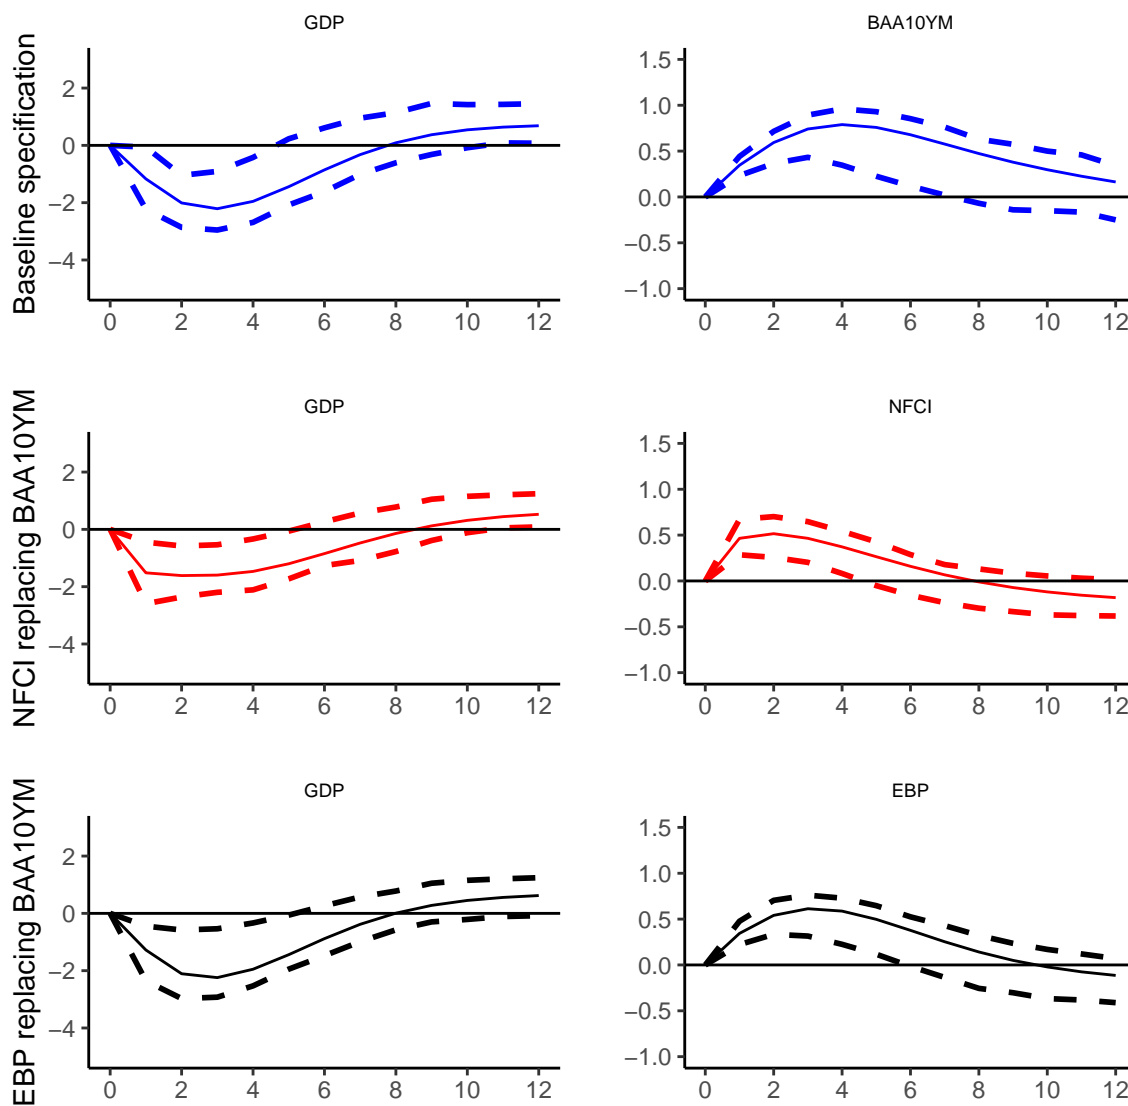 GDP
BAA10YM
Baseline specification
2
0
−2
−4
0 2 4 6 8 10 12
1.5
1.0
0.5
0.0
−0.5
−1.0
0 2 4 6 8 10 12
GDP
NFCI
NFCI replacing BAA10YM
2
0
−2
−4
0 2 4 6 8 10 12
1.5
1.0
0.5
0.0
−0.5
−1.0
0 2 4 6 8 10 12
GDP
EBP
EBP replacing BAA10YM
2
0
−2
−4
0 2 4 6 8 10 12
1.5
1.0
0.5
0.0
−0.5
−1.0
0 2 4 6 8 10 12